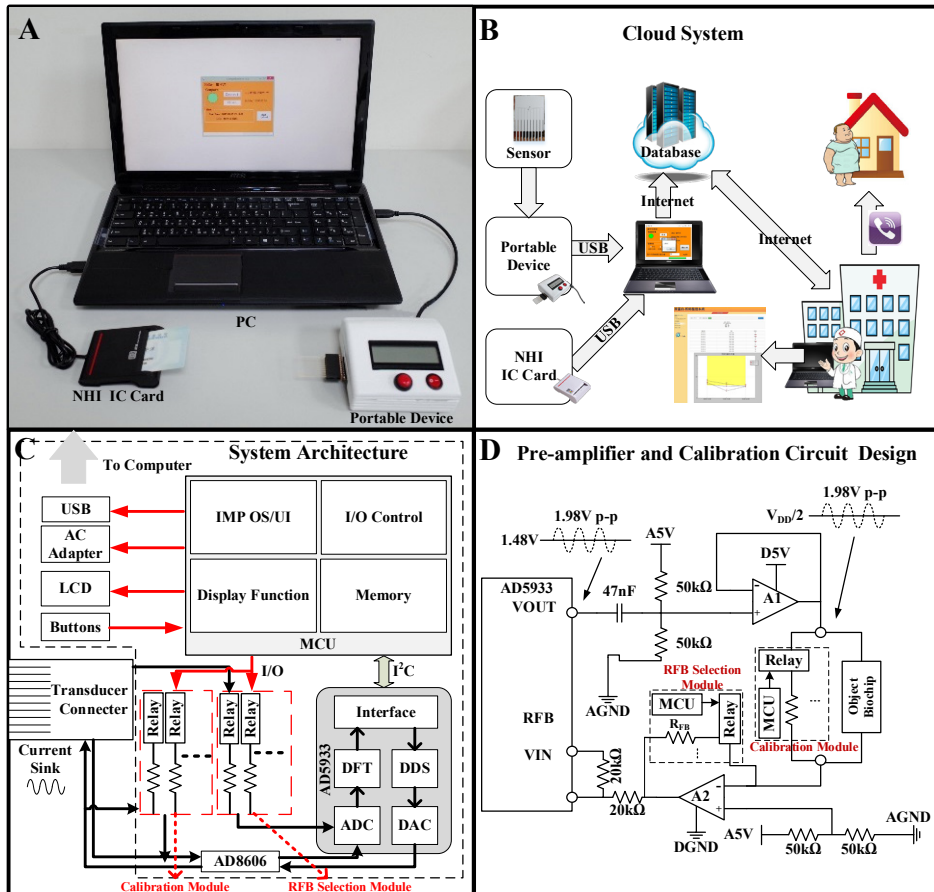 A
PC
NHI IC Card
Portable Device
B
Cloud System
Sensor
Database
Internet
Portable
Device
USB
Internet
NHI
IC Card
USB
C
System Architecture
To Computer
USB
AC
Adapter
LCD
Buttons
IMP OS/UI
I/O Control
Display Function
Memory
MCU
I/O
I²C
Transducer
Connecter
Current
Sink
Relay
Relay
Relay
Relay
AD5933
Interface
DFT
DDS
ADC
DAC
AD8606
Calibration Module
RFB Selection Module
D
Pre-amplifier and Calibration Circuit Design
1.98V p-p
1.48V
1.98V p-p
V_DD/2
A5V
D5V
AD5933
VOUT
47nF
50kΩ
A1
50kΩ
AGND
RFB Selection
Module
MCU
Relay
R_FB
Relay
MCU
...
Calibration Module
Object
Biochip
RFB
VIN
20kΩ
20kΩ
A2
DGND
A5V
50kΩ
50kΩ
AGND